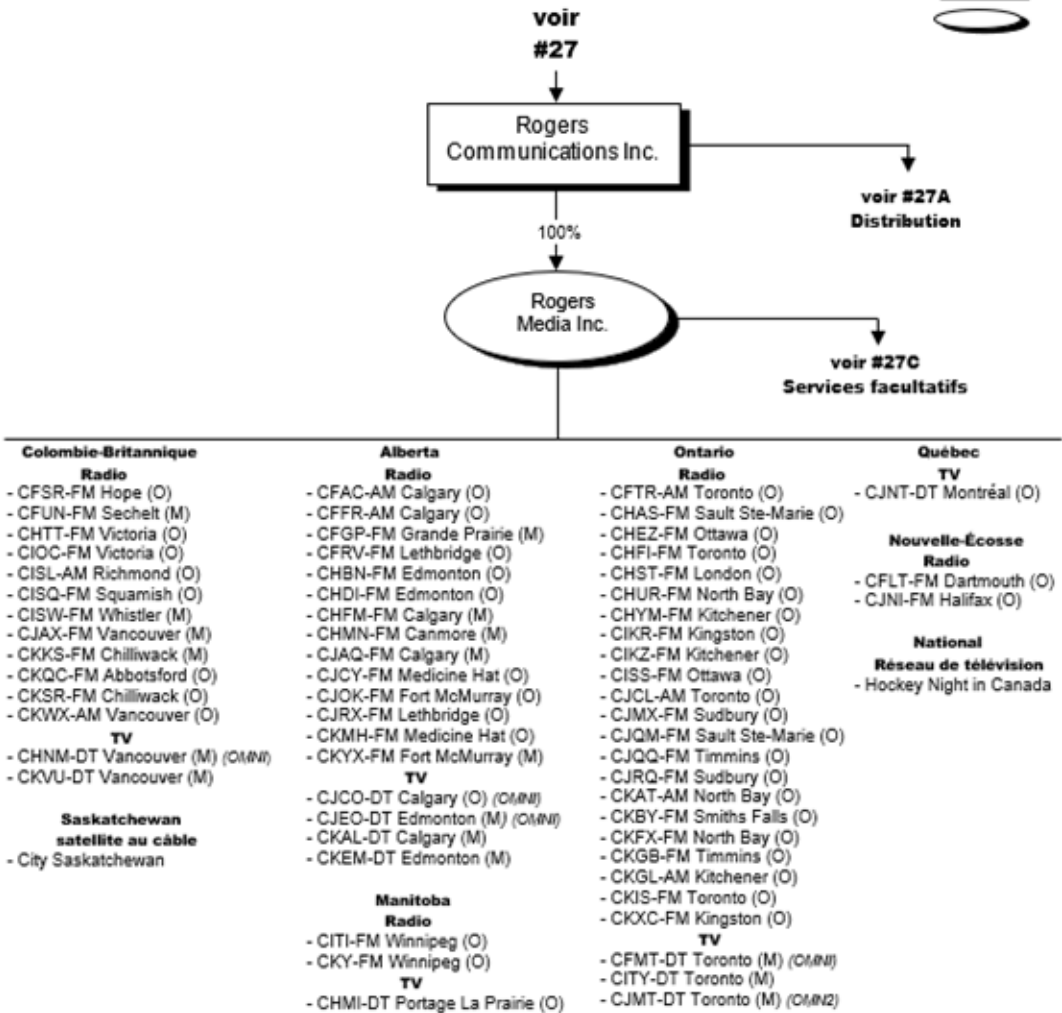 voir
#27
Rogers
Communications Inc.
voir #27A
Distribution
100%
Rogers
Media Inc.
voir #27C
Services facultatifs
Colombie-Britannique
Radio
- CFSR-FM Hope (O)
- CFUN-FM Sechelt (M)
- CHTT-FM Victoria (O)
- CIOC-FM Victoria (O)
- CISL-AM Richmond (O)
- CISQ-FM Squamish (O)
- CISW-FM Whistler (M)
- CJAX-FM Vancouver (M)
- CKKS-FM Chilliwack (M)
- CKQC-FM Abbotsford (O)
- CKSR-FM Chilliwack (O)
- CKWX-AM Vancouver (O)
TV
- CHNM-DT Vancouver (M) (OMNI)
- CKVU-DT Vancouver (M)
Saskatchewan
satellite au câble
- City Saskatchewan
Alberta
Radio
- CFAC-AM Calgary (O)
- CFFR-AM Calgary (O)
- CFGP-FM Grande Prairie (M)
- CFRV-FM Lethbridge (O)
- CHBN-FM Edmonton (O)
- CHDI-FM Edmonton (O)
- CHFM-FM Calgary (M)
- CHMN-FM Canmore (M)
- CJAQ-FM Calgary (M)
- CJCY-FM Medicine Hat (O)
- CJOK-FM Fort McMurray (O)
- CJRX-FM Lethbridge (O)
- CKMH-FM Medicine Hat (O)
- CKYX-FM Fort McMurray (M)
TV
- CJCO-DT Calgary (O) (OMNI)
- CJEO-DT Edmonton (M) (OMNI)
- CKAL-DT Calgary (M)
- CKEM-DT Edmonton (M)
Manitoba
Radio
- CITI-FM Winnipeg (O)
- CKY-FM Winnipeg (O)
TV
- CHMI-DT Portage La Prairie (O)
Ontario
Radio
- CFTR-AM Toronto (O)
- CHAS-FM Sault Ste-Marie (O)
- CHEZ-FM Ottawa (O)
- CHFI-FM Toronto (O)
- CHST-FM London (O)
- CHUR-FM North Bay (O)
- CHYM-FM Kitchener (O)
- CIKR-FM Kingston (O)
- CIKZ-FM Kitchener (O)
- CISS-FM Ottawa (O)
- CJCL-AM Toronto (O)
- CJMX-FM Sudbury (O)
- CJQM-FM Sault Ste-Marie (O)
- CJQQ-FM Timmins (O)
- CJRQ-FM Sudbury (O)
- CKAT-AM North Bay (O)
- CKBY-FM Smiths Falls (O)
- CKFX-FM North Bay (O)
- CKGB-FM Timmins (O)
- CKGL-AM Kitchener (O)
- CKIS-FM Toronto (O)
- CKXC-FM Kingston (O)
TV
- CFMT-DT Toronto (M) (OMNI)
- CITY-DT Toronto (M)
- CJMT-DT Toronto (M) (OMN2)
Québec
TV
- CJNT-DT Montréal (O)
Nouvelle-Écosse
Radio
- CFLT-FM Dartmouth (O)
- CJNI-FM Halifax (O)
National
Réseau de télévision
- Hockey Night in Canada